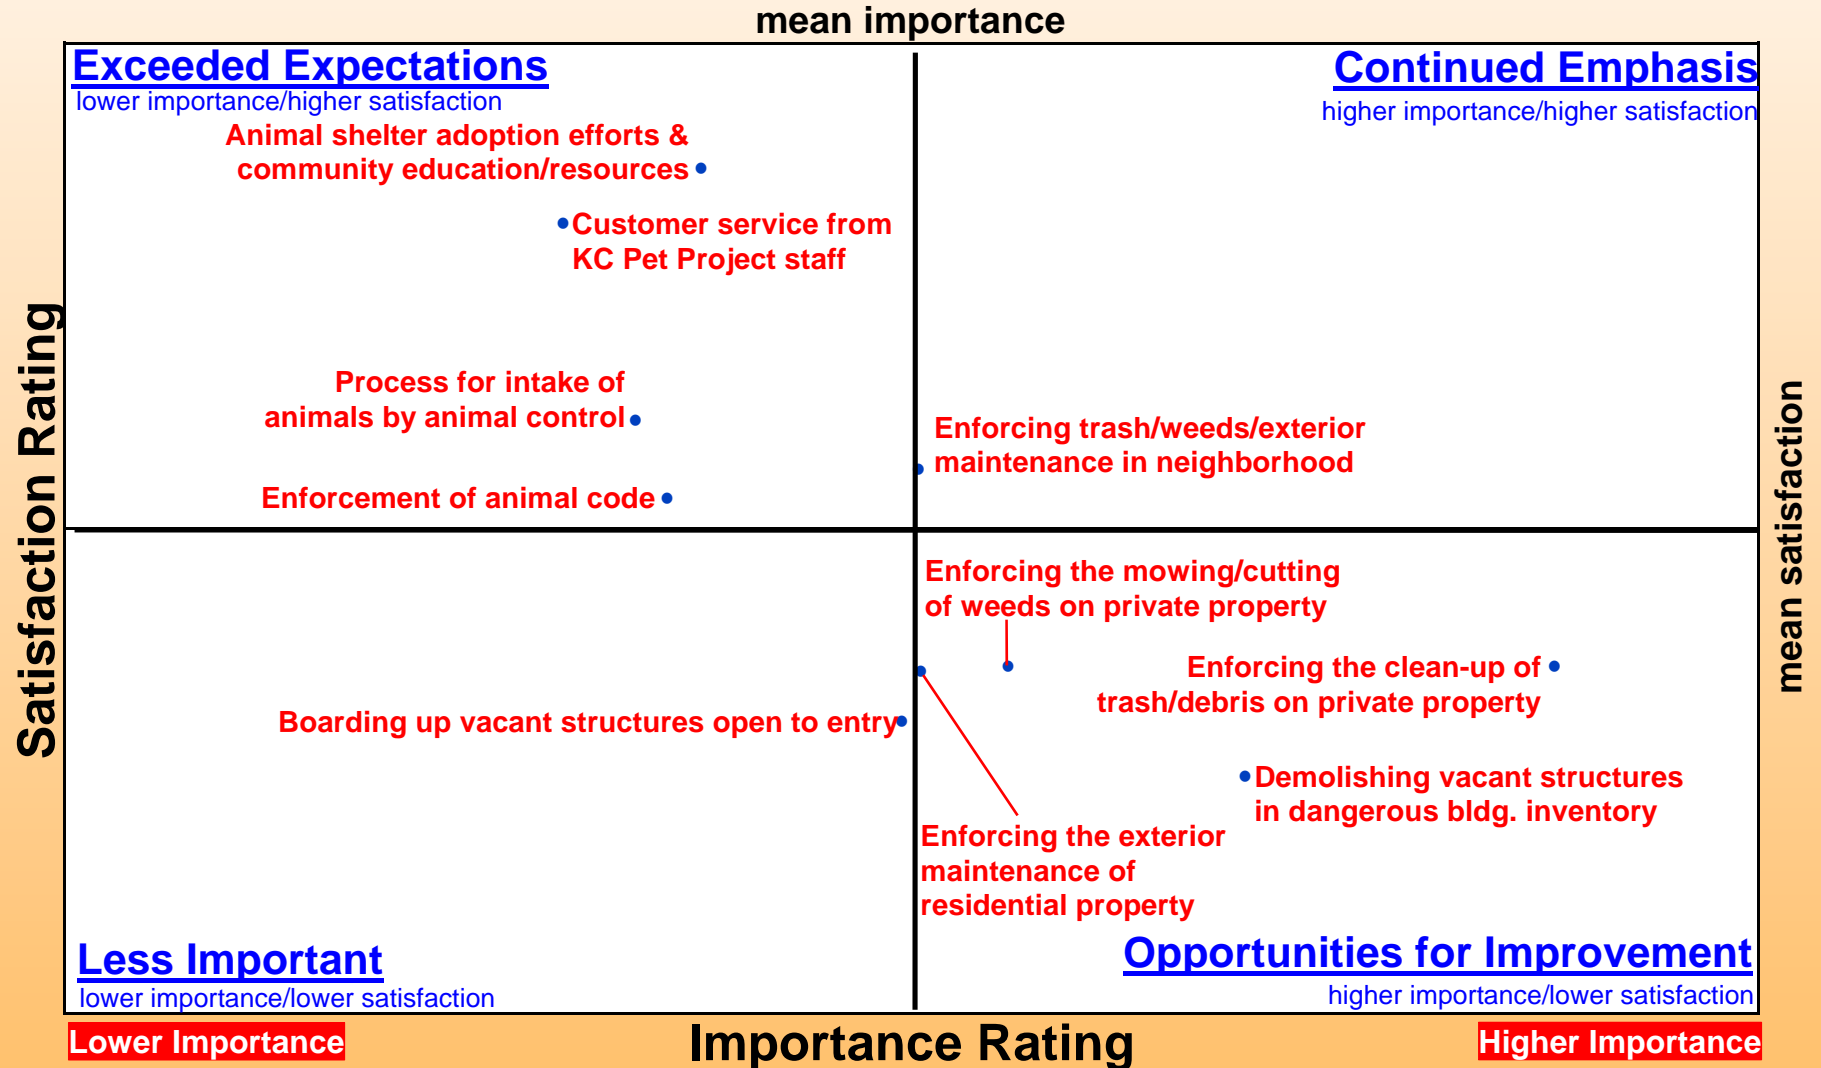 mean importance
Exceeded Expectations
lower importance/higher satisfaction
Continued Emphasis
higher importance/higher satisfaction
Animal shelter adoption efforts &
community education/resources
Customer service from
KC Pet Project staff
Process for intake of
animals by animal control
Enforcing trash/weeds/exterior
maintenance in neighborhood
Enforcement of animal code
Satisfaction Rating
mean satisfaction
Enforcing the mowing/cutting
of weeds on private property
Enforcing the clean-up of
trash/debris on private property
Boarding up vacant structures open to entry
Demolishing vacant structures
in dangerous bldg. inventory
Enforcing the exterior
maintenance of
residential property
Less Important
lower importance/lower satisfaction
Opportunities for Improvement
higher importance/lower satisfaction
Lower Importance
Importance Rating
Higher Importance